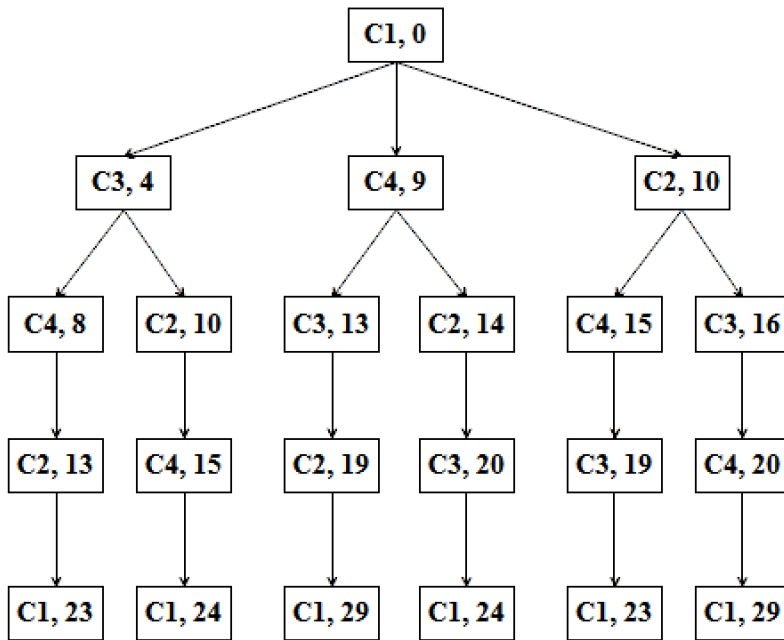 C1, 0
C3, 4
C4, 9
C2, 10
C4, 8
C2, 10
C3, 13
C2, 14
C4, 15
C3, 16
C2, 13
C4, 15
C2, 19
C3, 20
C3, 19
C4, 20
C1, 23
C1, 24
C1, 29
C1, 24
C1, 23
C1, 29